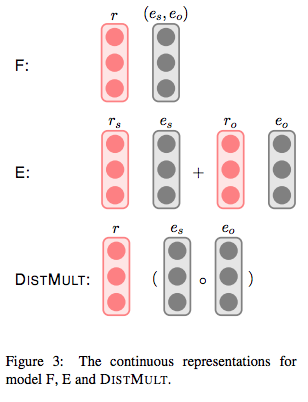 r (e_s, e_o)
F:
r_s e_s r_o e_o
E: +
r e_s e_o
DISTMULT: ( ∘ )
Figure 3: The continuous representations for
model F, E and DISTMULT.